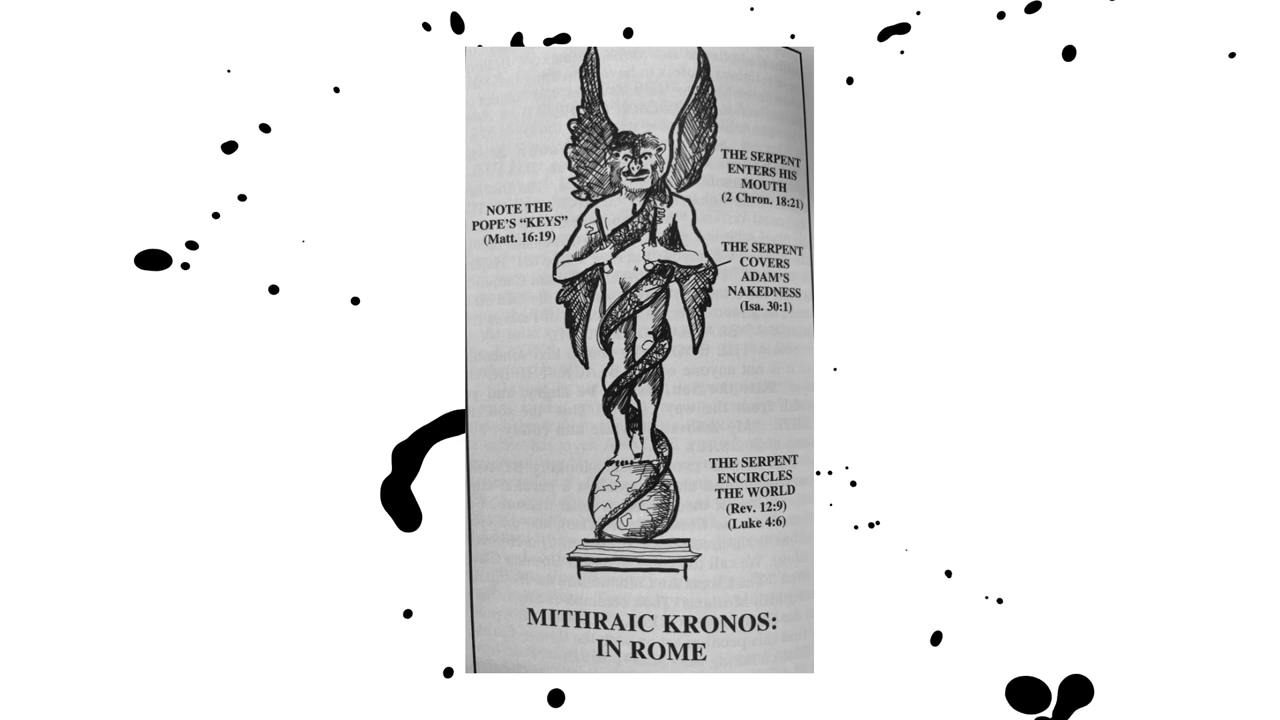 THE SERPENT
ENTERS HIS
MOUTH
(2 Chron. 18:21)
NOTE THE
POPE'S “KEYS”
(Matt. 16:19)
THE SERPENT
COVERS
ADAM'S
NAKEDNESS
(Isa. 30:1)
THE SERPENT
ENCIRCLES
THE WORLD
(Rev. 12:9)
(Luke 4:6)
MITHRAIC KRONOS:
IN ROME